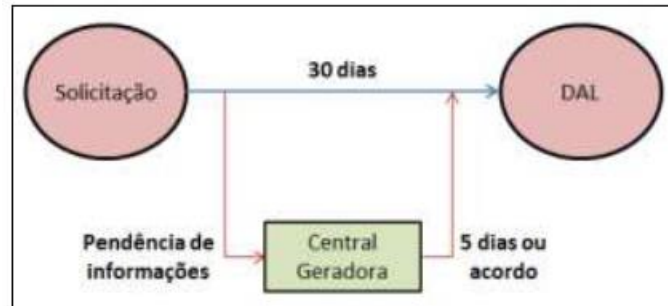 30 dias
Solicitação
DAL
Pendência de
informações
Central
Geradora
5 dias ou
acordo